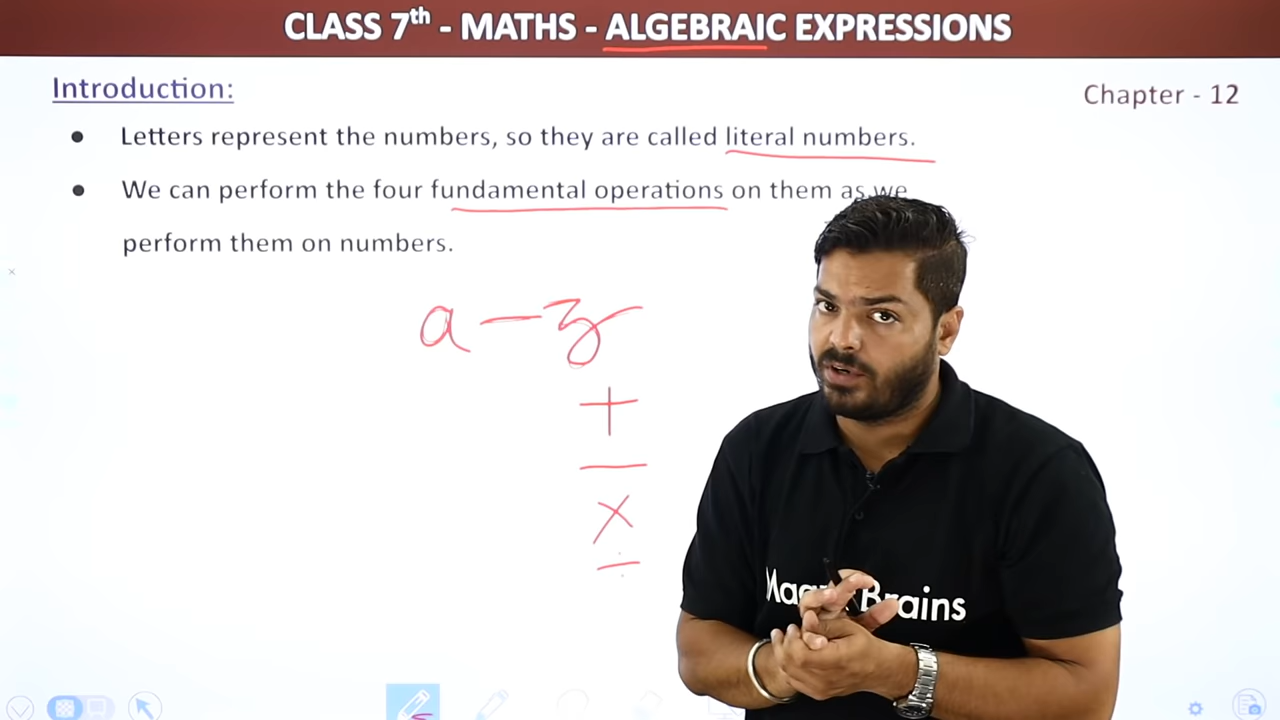 CLASS 7th - MATHS - ALGEBRAIC EXPRESSIONS
Introduction:
Chapter - 12
● Letters represent the numbers, so they are called literal numbers.
● We can perform the four fundamental operations on them as we
perform them on numbers.
a – z
+
−
×
÷
Brains